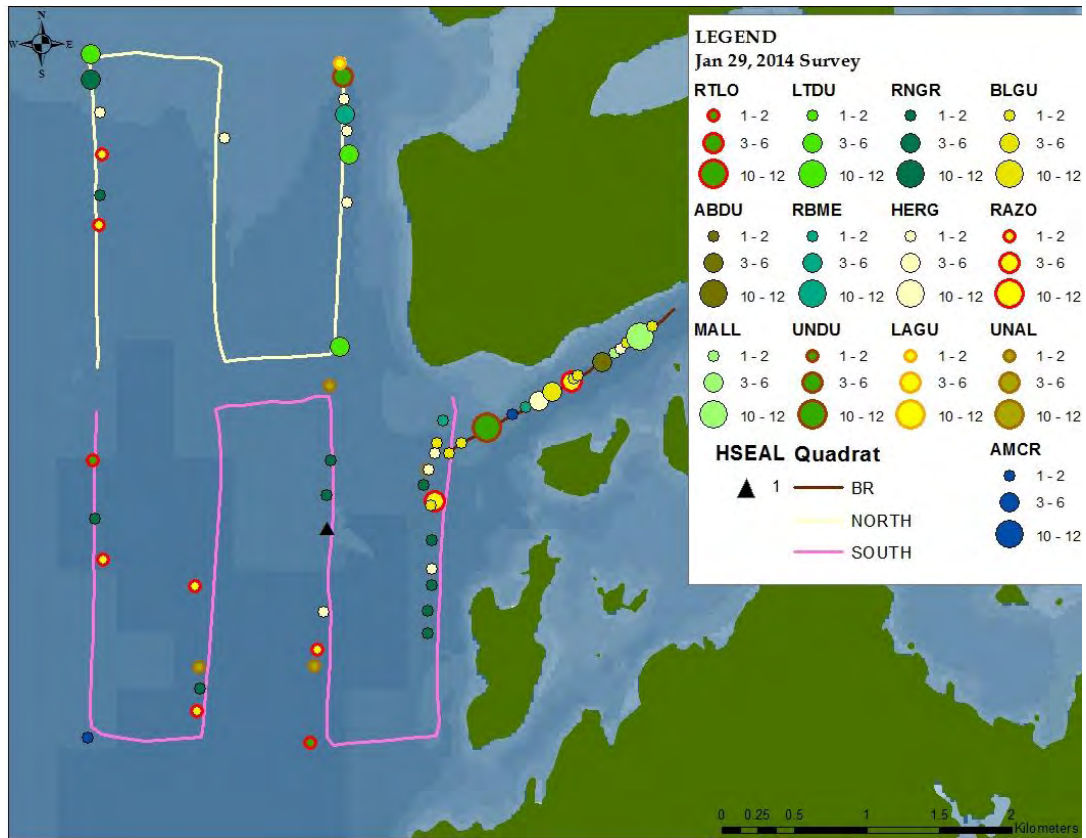 N
W E
S
LEGEND
Jan 29, 2014 Survey
RTLO LTDU RNGR BLGU
1 - 2 1 - 2 1 - 2 1 - 2
3 - 6 3 - 6 3 - 6 3 - 6
10 - 12 10 - 12 10 - 12 10 - 12
ABDU RBME HERG RAZO
1 - 2 1 - 2 1 - 2 1 - 2
3 - 6 3 - 6 3 - 6 3 - 6
10 - 12 10 - 12 10 - 12 10 - 12
MALL UNDU LAGU UNAL
1 - 2 1 - 2 1 - 2 1 - 2
3 - 6 3 - 6 3 - 6 3 - 6
10 - 12 10 - 12 10 - 12 10 - 12
HSEAL Quadrat AMCR
1 BR 1 - 2
NORTH 3 - 6
SOUTH 10 - 12
0 0.25 0.5 1 1.5 2
Kilometers